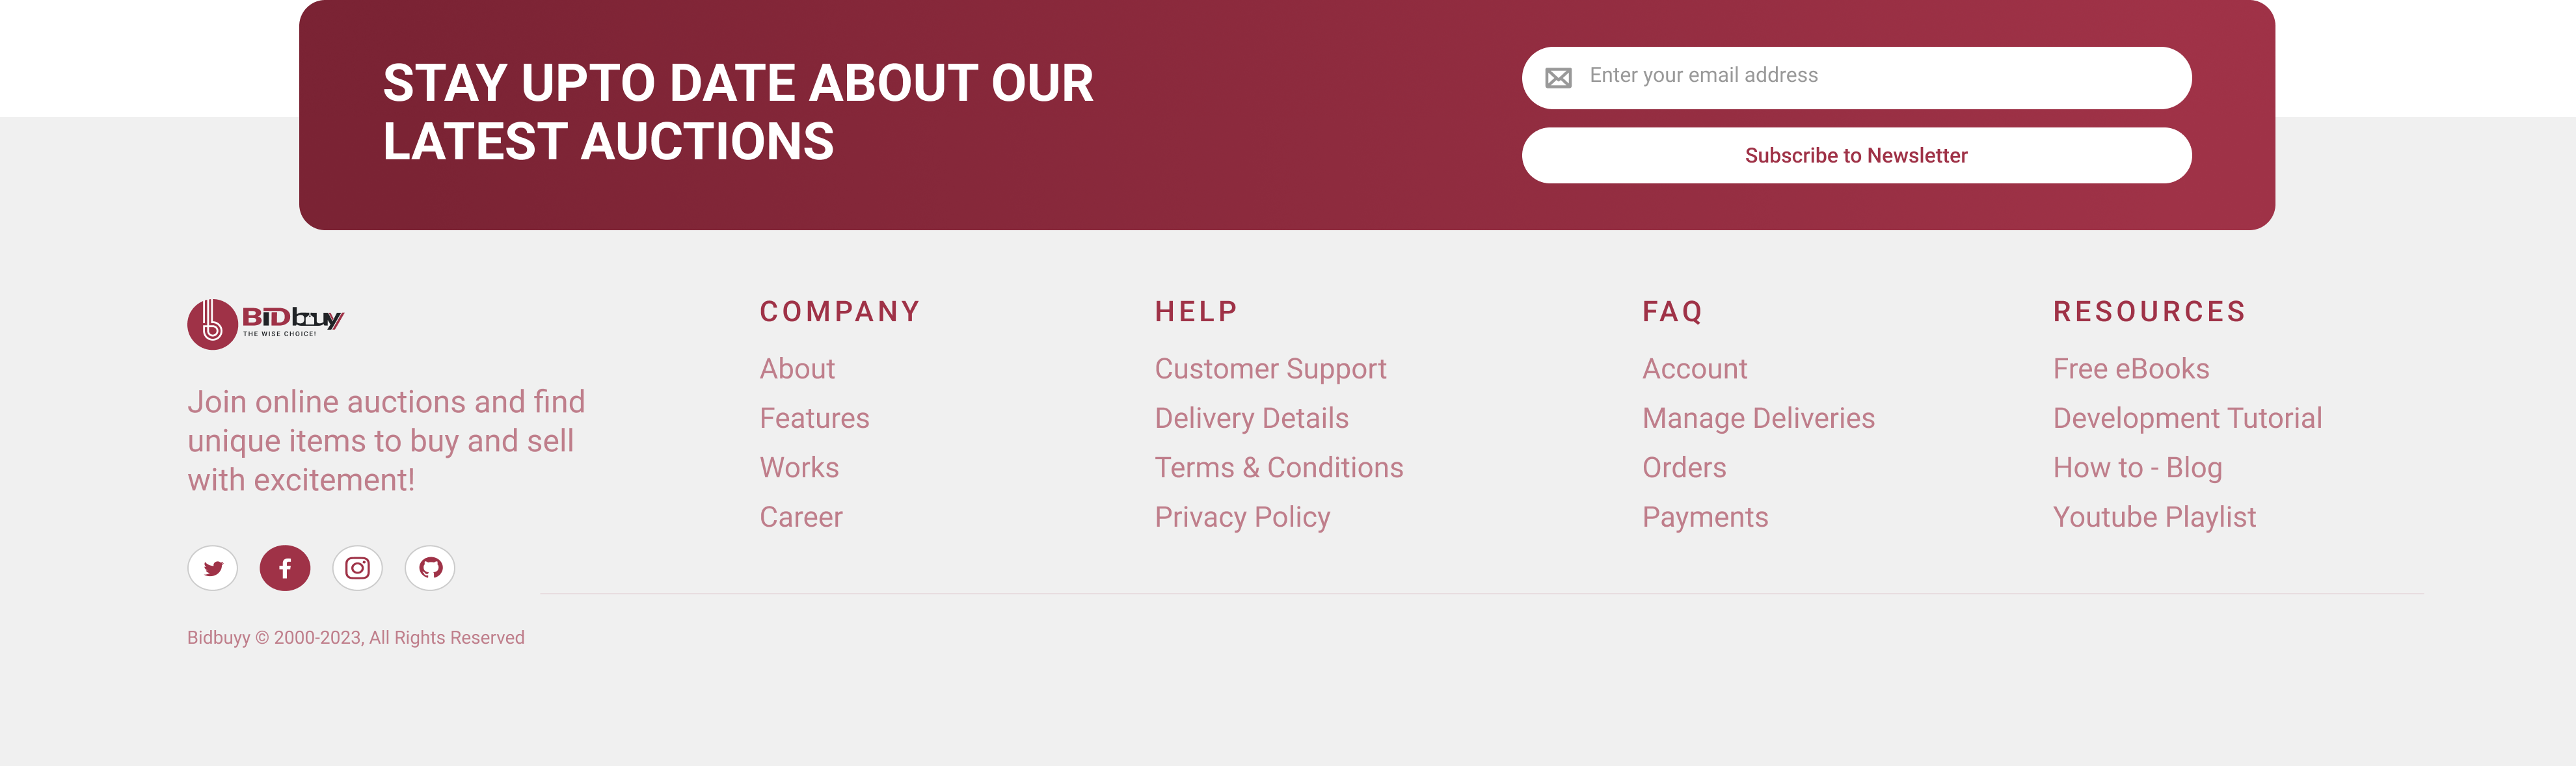 STAY UPTO DATE ABOUT OUR
LATEST AUCTIONS
Enter your email address
Subscribe to Newsletter
BiDbuyy
THE WISE CHOICE!
Join online auctions and find
unique items to buy and sell
with excitement!
COMPANY
About
Features
Works
Career
HELP
Customer Support
Delivery Details
Terms & Conditions
Privacy Policy
FAQ
Account
Manage Deliveries
Orders
Payments
RESOURCES
Free eBooks
Development Tutorial
How to - Blog
Youtube Playlist
Bidbuyy © 2000-2023, All Rights Reserved